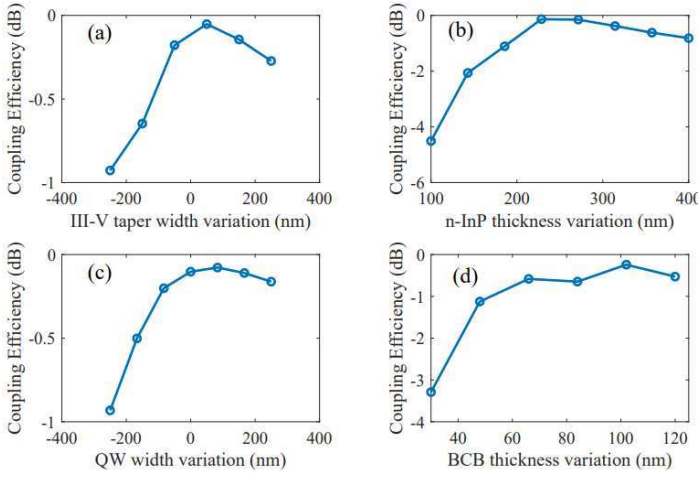 Coupling Efficiency (dB)
0
-0.5
-1
(a)
-400
-200
0
200
400
III-V taper width variation (nm)
Coupling Efficiency (dB)
0
-2
-4
-6
(b)
100
200
300
400
n-InP thickness variation (nm)
Coupling Efficiency (dB)
0
-0.5
-1
(c)
-400
-200
0
200
400
QW width variation (nm)
Coupling Efficiency (dB)
0
-1
-2
-3
-4
(d)
40
60
80
100
120
BCB thickness variation (nm)